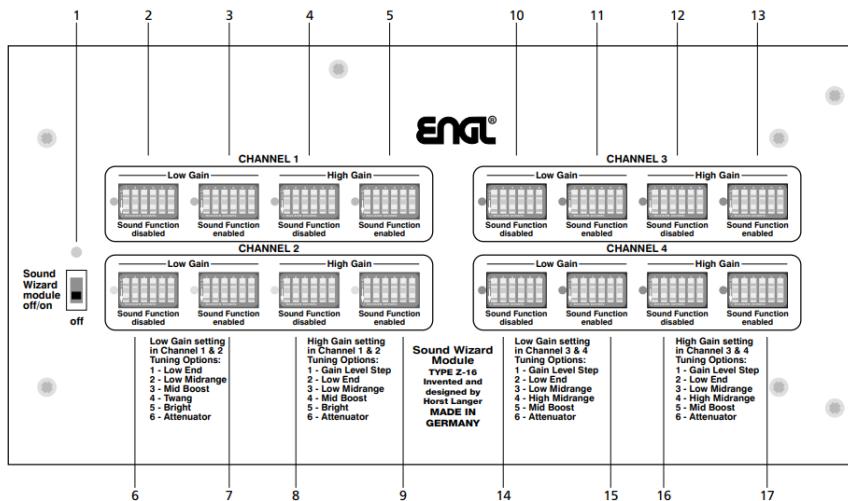 1 2 3 4 5 10 11 12 13
ENGL®
CHANNEL 1
Low Gain High Gain
Sound Function disabled
Sound Function enabled
Sound Function disabled
Sound Function enabled
CHANNEL 3
Low Gain High Gain
Sound Function disabled
Sound Function enabled
Sound Function disabled
Sound Function enabled
CHANNEL 2
Low Gain High Gain
Sound Function disabled
Sound Function enabled
Sound Function disabled
Sound Function enabled
CHANNEL 4
Low Gain High Gain
Sound Function disabled
Sound Function enabled
Sound Function disabled
Sound Function enabled
Sound
Wizard
module
off/on
off
Low Gain setting
in Channel 1 & 2
Tuning Options:
1 - Low End
2 - Low Midrange
3 - Mid Boost
4 - Twang
5 - Bright
6 - Attenuator
High Gain setting
in Channel 1 & 2
Tuning Options:
1 - Gain Level Step
2 - Low End
3 - Low Midrange
4 - Mid Boost
5 - Bright
6 - Attenuator
Sound Wizard
Module
TYPE Z-16
Invented and
designed by
Horst Langer
MADE IN
GERMANY
Low Gain setting
in Channel 3 & 4
Tuning Options:
1 - Gain Level Step
2 - Low End
3 - Low Midrange
4 - High Midrange
5 - Mid Boost
6 - Attenuator
High Gain setting
in Channel 3 & 4
Tuning Options:
1 - Gain Level Step
2 - Low End
3 - Low Midrange
4 - High Midrange
5 - Mid Boost
6 - Attenuator
6 7 8 9 14 15 16 17